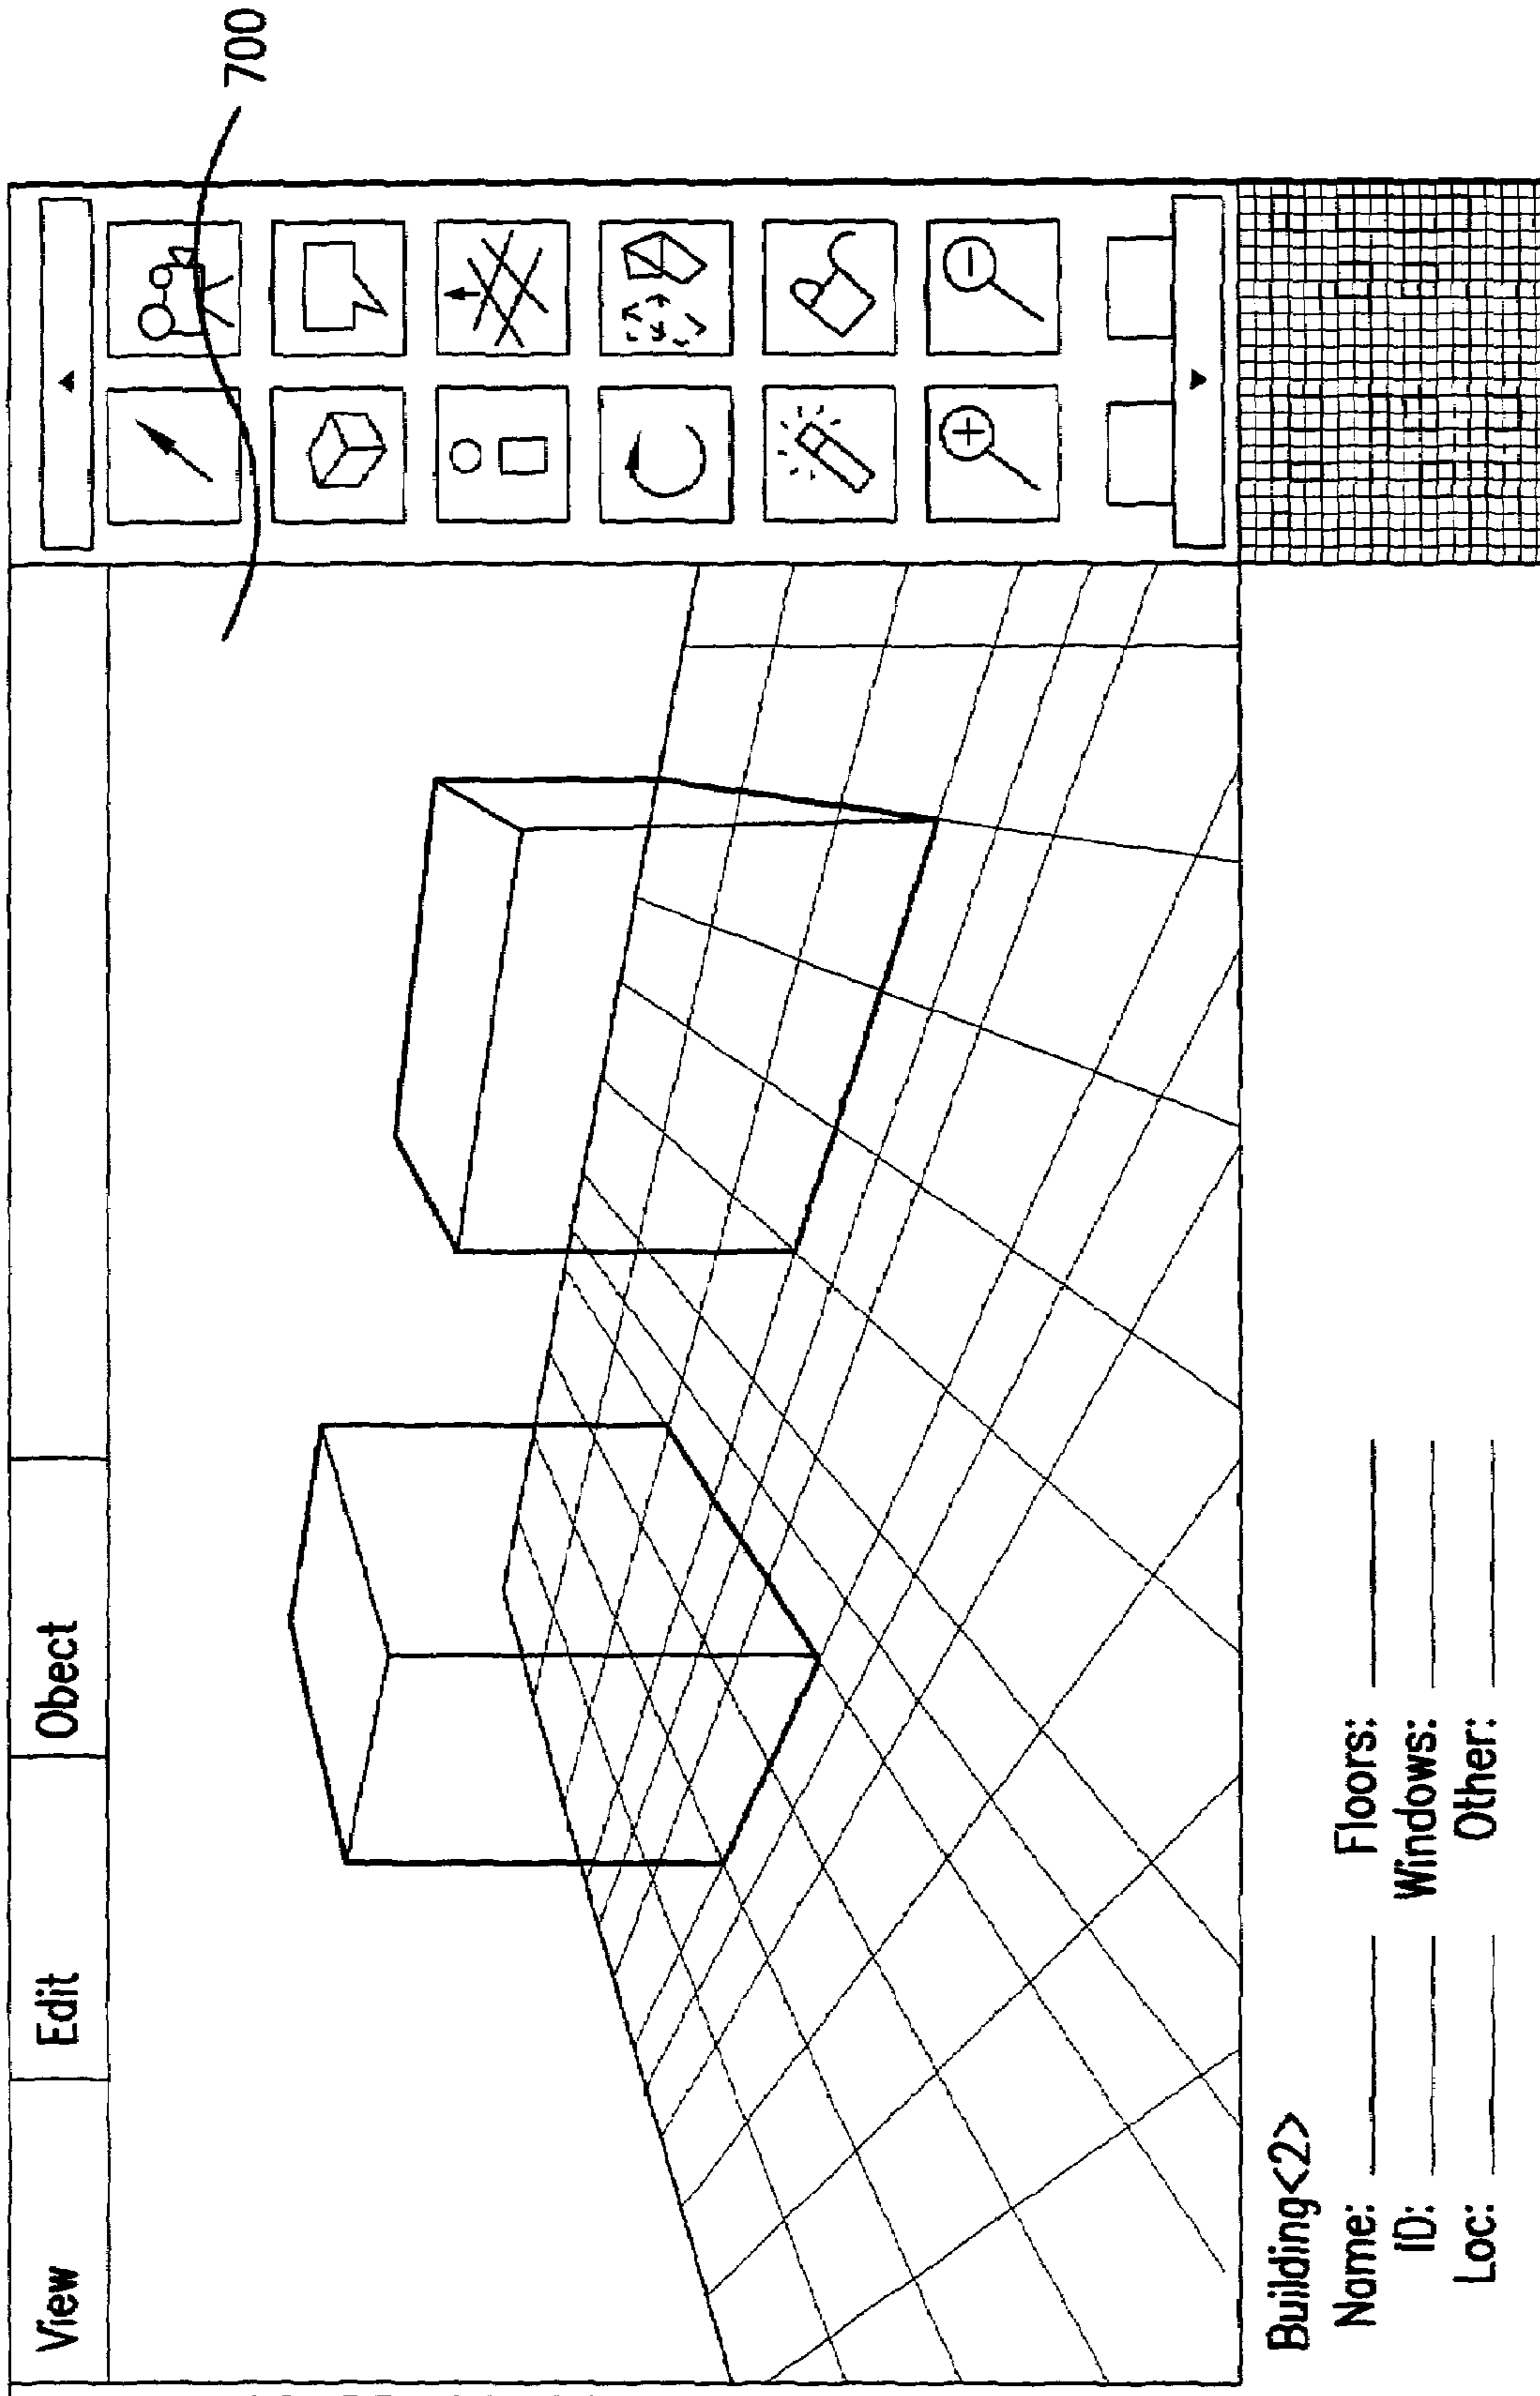 700
View Edit Obect
Building<2>
Name: Floors:
ID: Windows:
Loc: Other: